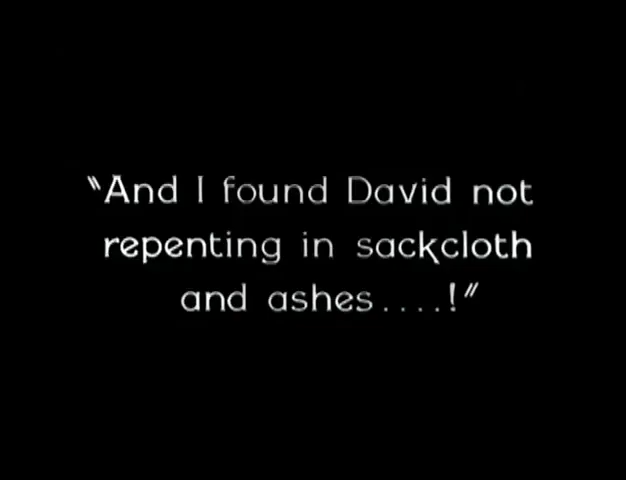 "And I found David not
repenting in sackcloth
and ashes....!"